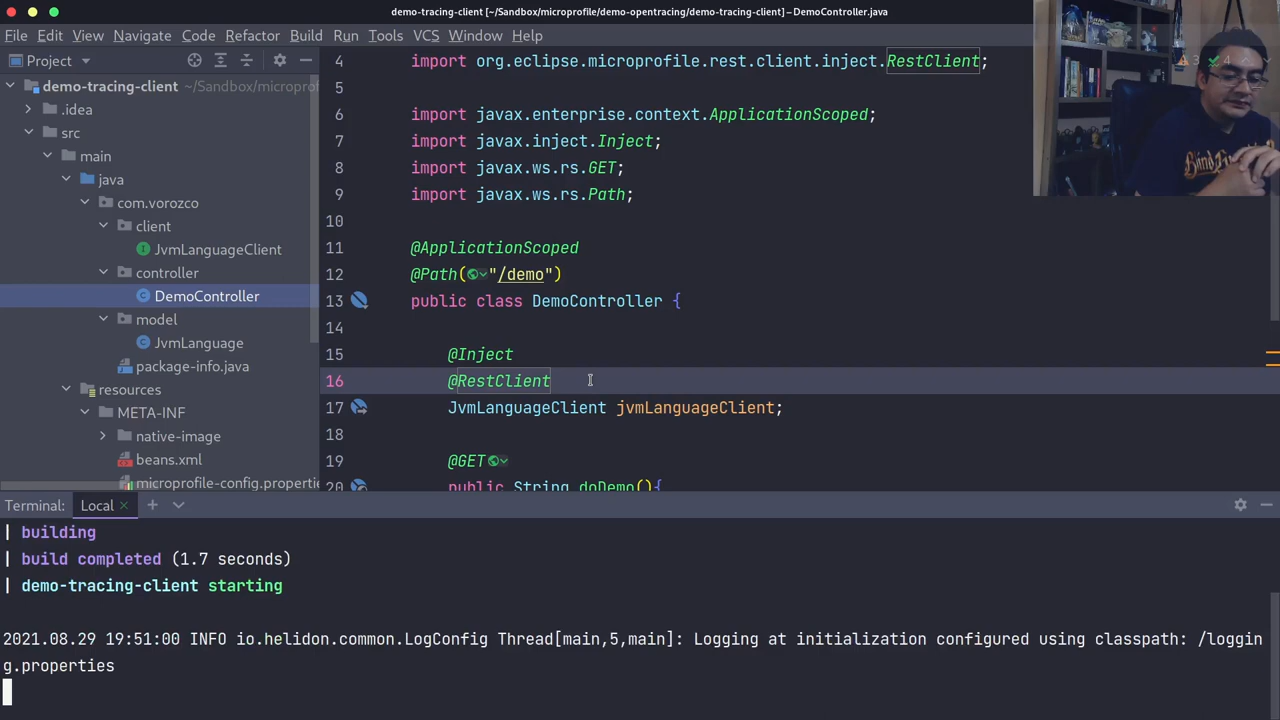 demo-tracing-client [~/Sandbox/microprofile/demo-opentracing/demo-tracing-client] – DemoController.java
File Edit View Navigate Code Refactor Build Run Tools VCS Window Help
Project
demo-tracing-client ~/Sandbox/microprof
.idea
src
main
java
com.vorozco
client
JvmLanguageClient
controller
DemoController
model
JvmLanguage
package-info.java
resources
META-INF
native-image
beans.xml
microprofile-config.propertie
3 4
4 import org.eclipse.microprofile.rest.client.inject.RestClient;
5
6 import javax.enterprise.context.ApplicationScoped;
7 import javax.inject.Inject;
8 import javax.ws.rs.GET;
9 import javax.ws.rs.Path;
10
11 @ApplicationScoped
12 @Path("/demo")
13 public class DemoController {
14
15 @Inject
16 @RestClient
17 JvmLanguageClient jvmLanguageClient;
18
19 @GET
20 public String doDemo(){
Terminal: Local
| building
| build completed (1.7 seconds)
| demo-tracing-client starting
2021.08.29 19:51:00 INFO io.helidon.common.LogConfig Thread[main,5,main]: Logging at initialization configured using classpath: /loggin
g.properties